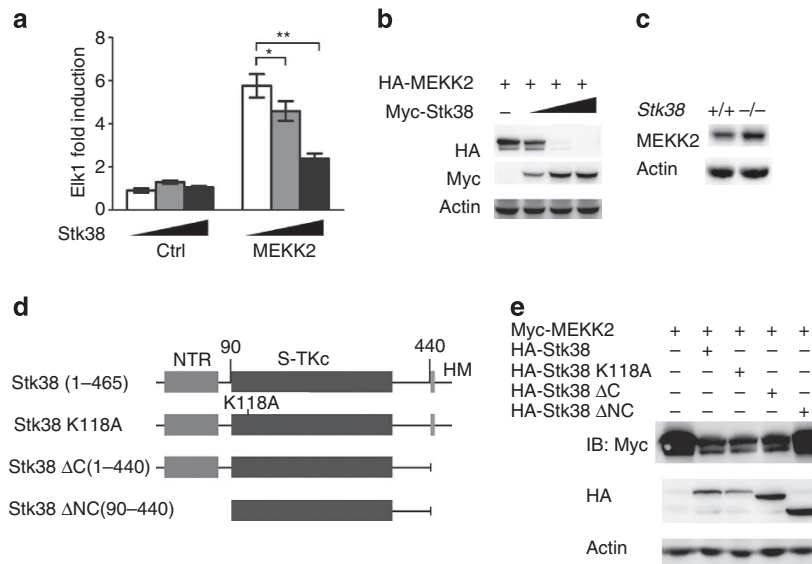 a
Elk1 fold induction
8
6
4
2
0
**
*
Stk38
Ctrl
MEKK2
b
HA-MEKK2 + + + +
Myc-Stk38 –
HA
Myc
Actin
c
Stk38 +/+ –/–
MEKK2
Actin
d
90
440
NTR
S-TKc
HM
Stk38 (1–465)
K118A
Stk38 K118A
Stk38 ΔC(1–440)
Stk38 ΔNC(90–440)
e
Myc-MEKK2 + + + + +
HA-Stk38 – + – – –
HA-Stk38 K118A – – + – –
HA-Stk38 ΔC – – – + –
HA-Stk38 ΔNC – – – – +
IB: Myc
HA
Actin